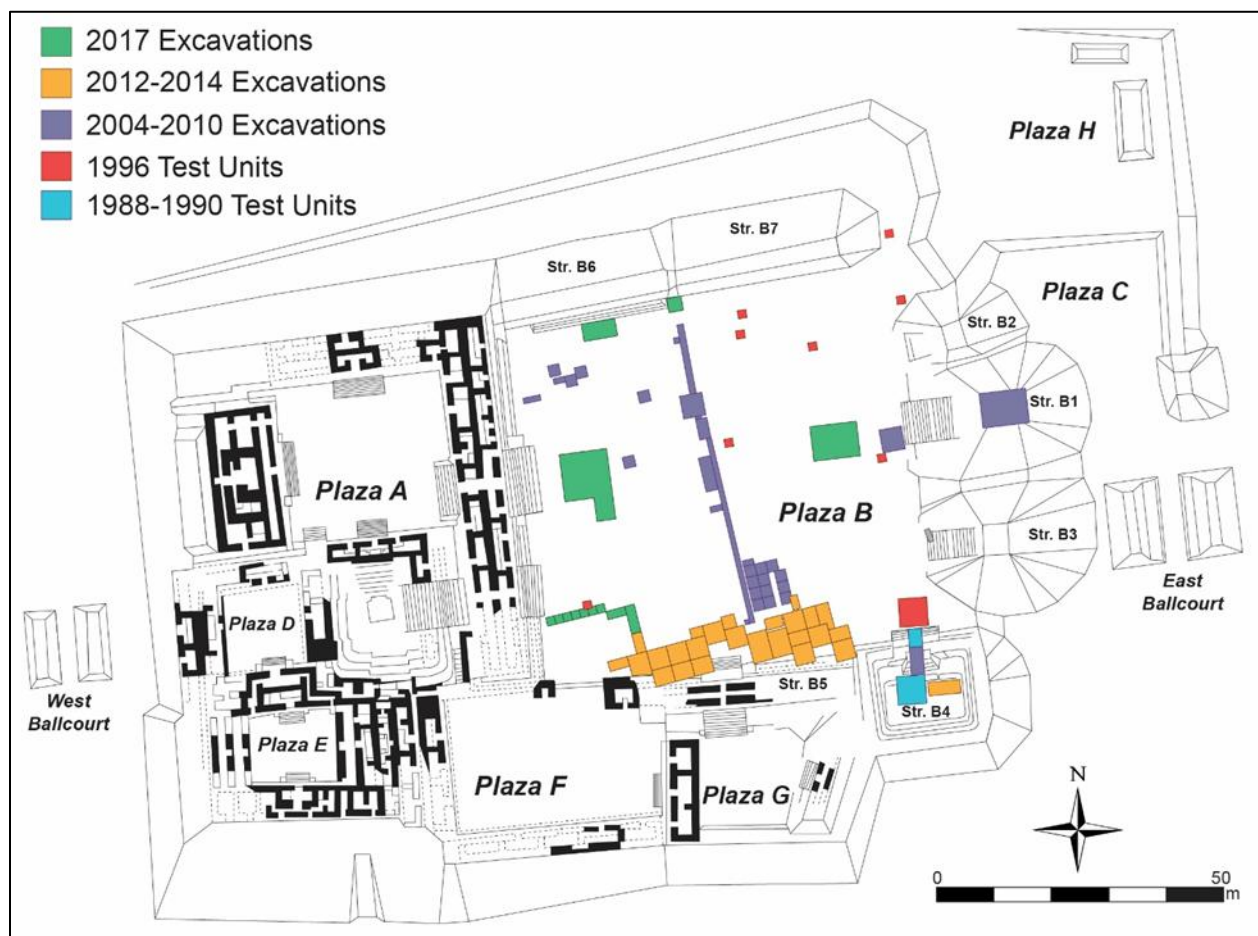 2017 Excavations
2012-2014 Excavations
2004-2010 Excavations
1996 Test Units
1988-1990 Test Units
Plaza H
Str. B7
Str. B6
Plaza C
Str. B2
Str. B1
Plaza A
Plaza B
Str. B3
East
Ballcourt
Plaza D
West
Ballcourt
Str. B5
Str. B4
Plaza E
Plaza F
Plaza G
N
0
50
m